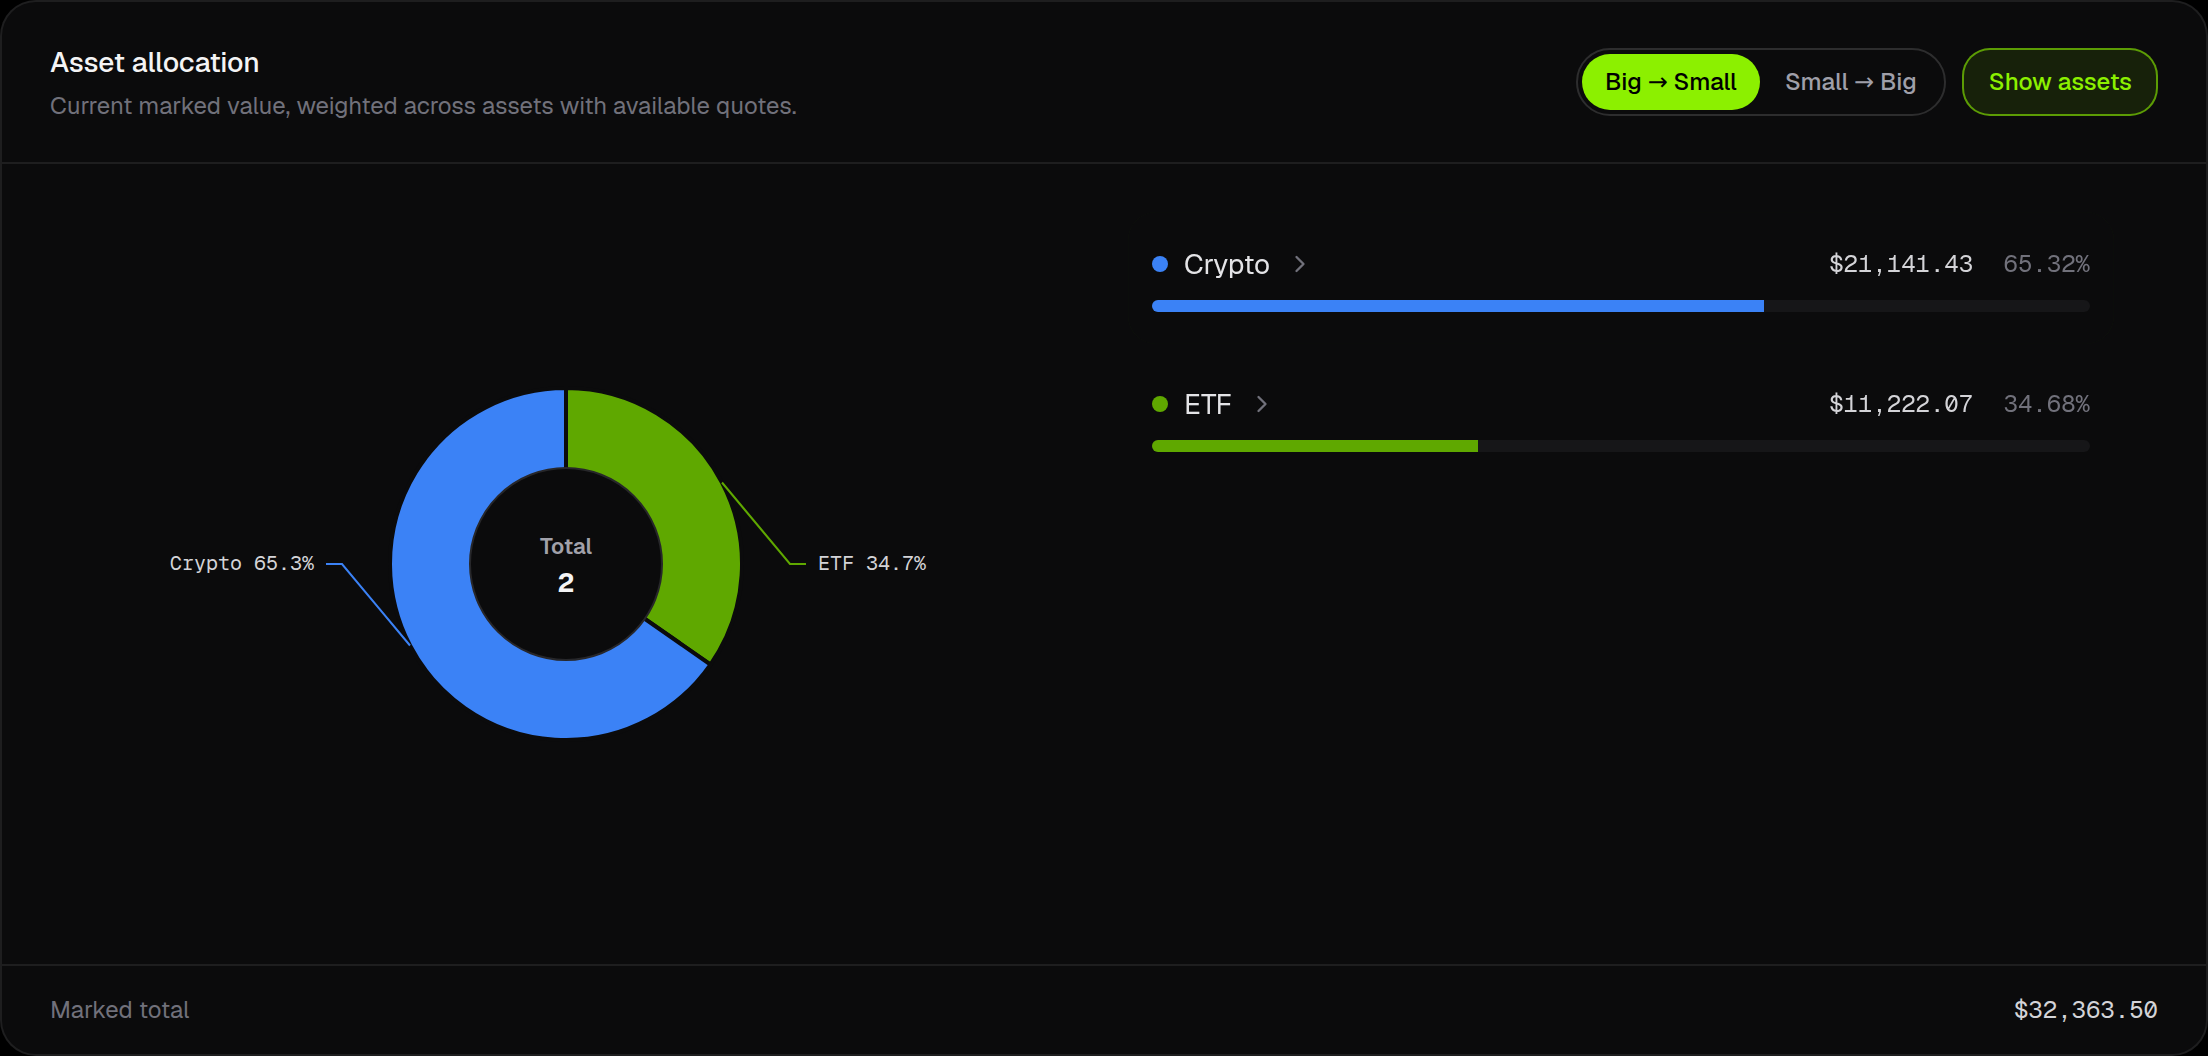 Asset allocation
Current marked value, weighted across assets with available quotes.
Big → Small
Small → Big
Show assets
Crypto 65.3%
Total
2
ETF 34.7%
Crypto
$21,141.43 65.32%
ETF
$11,222.07 34.68%
Marked total
$32,363.50